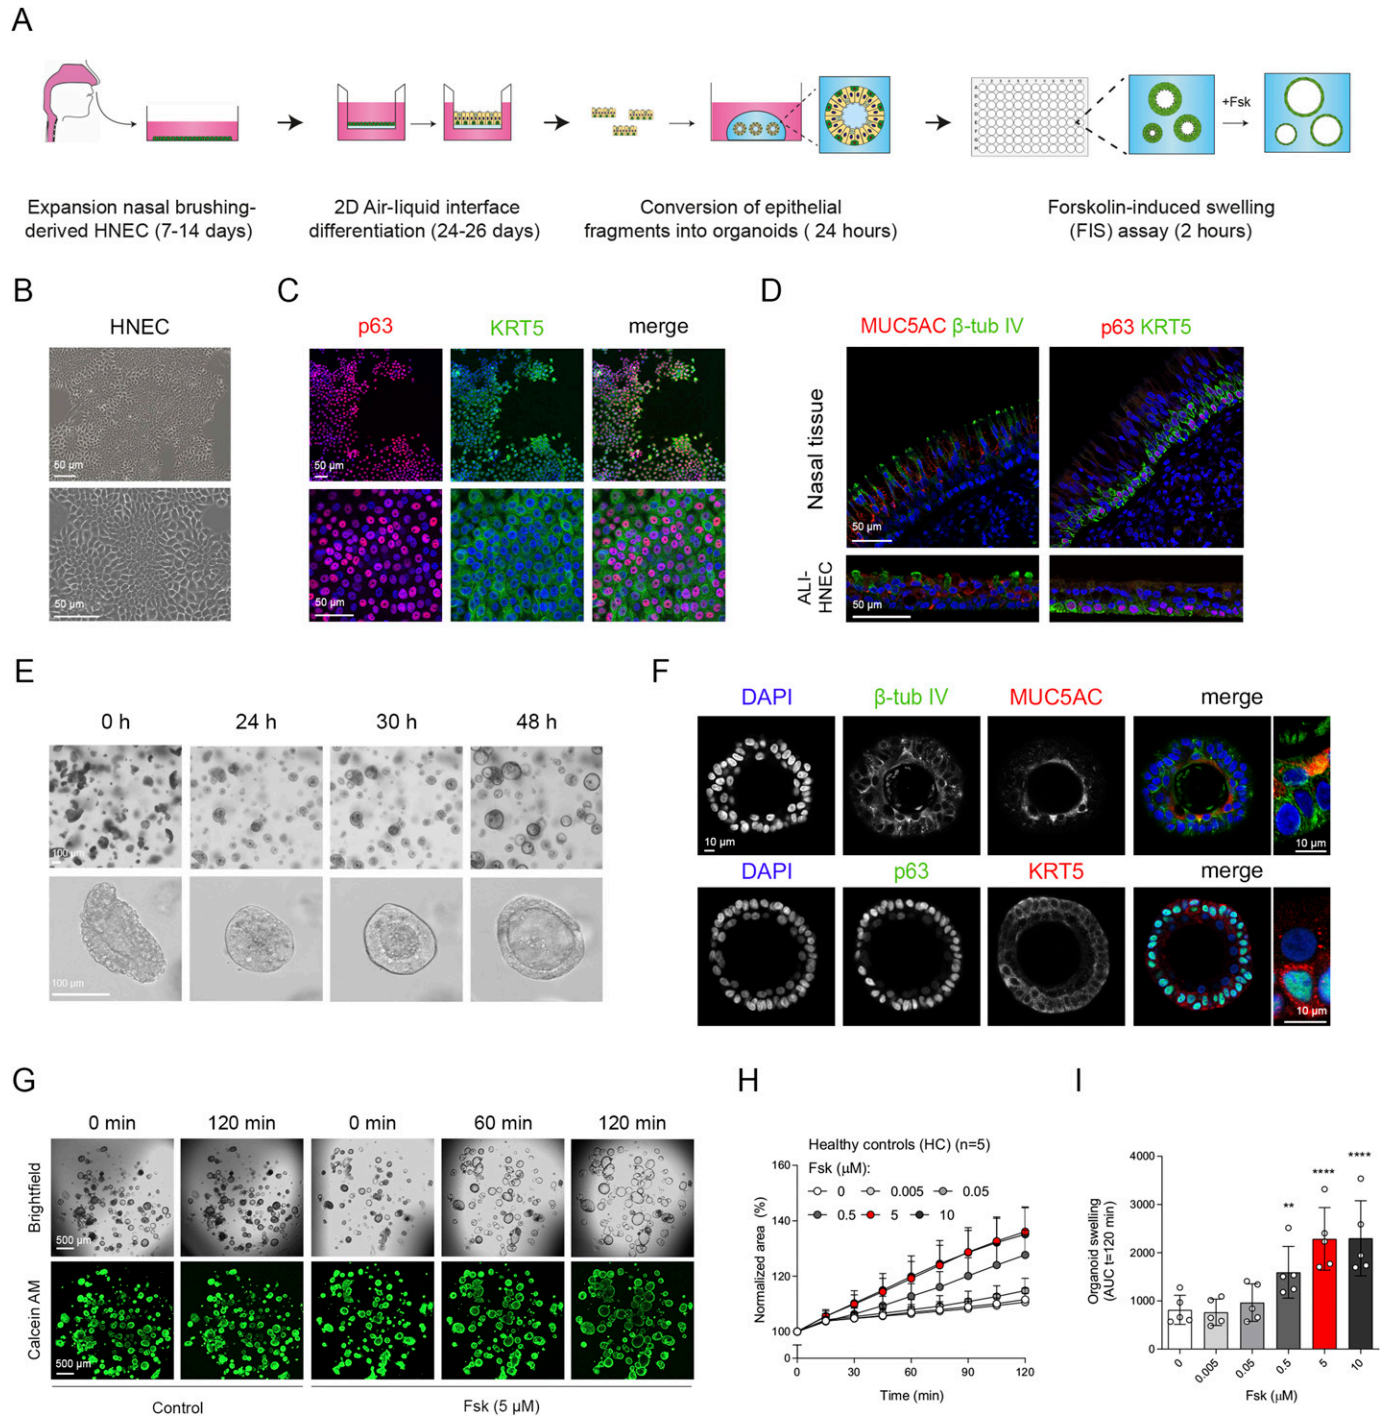 A
+Fsk
Expansion nasal brushing-
derived HNEC (7-14 days)
2D Air-liquid interface
differentiation (24-26 days)
Conversion of epithelial
fragments into organoids ( 24 hours)
Forskolin-induced swelling
(FIS) assay (2 hours)
B
HNEC
50 µm
50 µm
C
p63 KRT5 merge
50 µm
50 µm
D
MUC5AC β-tub IV
p63 KRT5
Nasal tissue
50 µm
ALI-
HNEC
50 µm
E
0 h 24 h 30 h 48 h
100 µm
100 µm
F
DAPI β-tub IV MUC5AC merge
10 µm
10 µm
DAPI p63 KRT5 merge
10 µm
G
0 min 120 min 0 min 60 min 120 min
Brightfield
500 µm
Calcein AM
500 µm
Control
Fsk (5 µM)
H
Healthy controls (HC) (n=5)
Fsk (µM):
0 0.005 0.05
0.5 5 10
Normalized area (%)
160
140
120
100
0
0 30 60 90 120
Time (min)
I
Organoid swelling
(AUC t=120 min)
4000
3000
2000
1000
0
** **** ****
0 0.005 0.05 0.5 5 10
Fsk (µM)